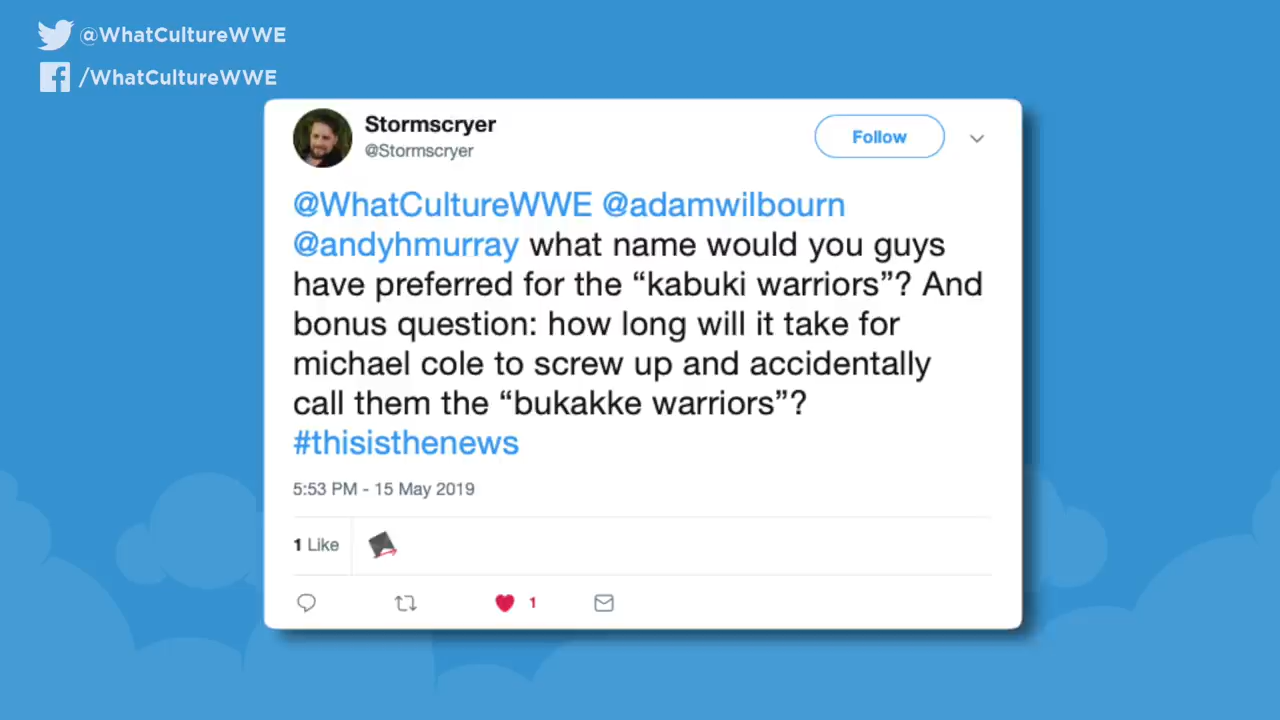 @WhatCultureWWE
/WhatCultureWWE
Stormscryer
@Stormscryer
Follow
@WhatCultureWWE @adamwilbourn
@andyhmurray what name would you guys
have preferred for the “kabuki warriors”? And
bonus question: how long will it take for
michael cole to screw up and accidentally
call them the “bukakke warriors”?
#thisisthenews
5:53 PM - 15 May 2019
1 Like
1